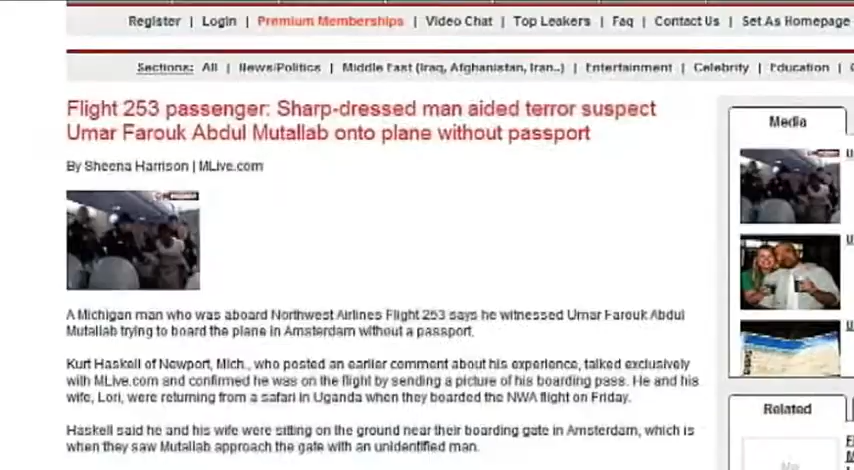 Register | Login | Premium Memberships | Video Chat | Top Leakers | Faq | Contact Us | Set As Homepage
Sections: All | News/Politics | Middle East (Iraq, Afghanistan, Iran..) | Entertainment | Celebrity | Education |
Flight 253 passenger: Sharp-dressed man aided terror suspect
Umar Farouk Abdul Mutallab onto plane without passport
By Sheena Harrison | MLive.com
A Michigan man who was aboard Northwest Airlines Flight 253 says he witnessed Umar Farouk Abdul
Mutallab trying to board the plane in Amsterdam without a passport.
Kurt Haskell of Newport, Mich., who posted an earlier comment about his experience, talked exclusively
with MLive.com and confirmed he was on the flight by sending a picture of his boarding pass. He and his
wife, Lori, were returning from a safari in Uganda when they boarded the NWA flight on Friday.
Haskell said he and his wife were sitting on the ground near their boarding gate in Amsterdam, which is
when they saw Mutallab approach the gate with an unidentified man.
Media
Related